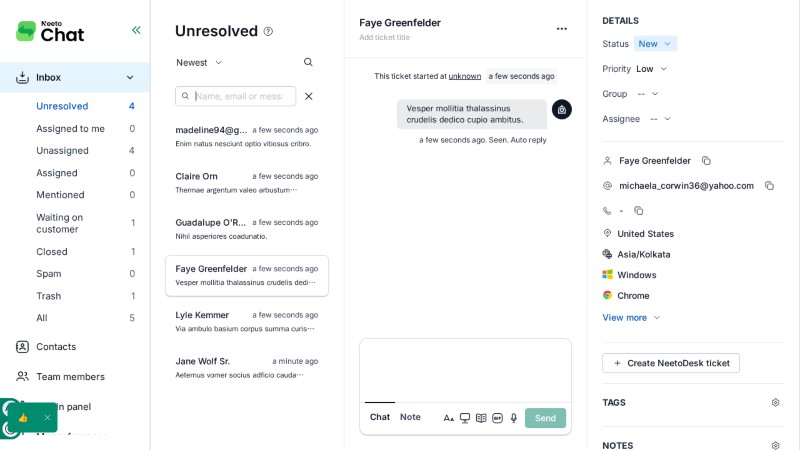 Neeto
Chat
Inbox
Unresolved 4
Assigned to me 0
Unassigned 4
Assigned 0
Mentioned 0
Waiting on
customer 1
Closed 1
Spam 0
Trash 1
All 5
Contacts
Team members
in panel
Unresolved
Newest
Name, email or mess
madeline94@g... a few seconds ago
Enim natus nesciunt optio vitiosus cribro.
Claire Orn a few seconds ago
Thermae argentum valeo arbustum...
Guadalupe O'R... a few seconds ago
Nihil asperiores coadunatio.
Faye Greenfelder a few seconds ago
Vesper mollitia thalassinus crudelis dedi...
Lyle Kemmer a few seconds ago
Via ambulo basium corpus summa curis...
Jane Wolf Sr. a minute ago
Aeternus vomer socius adficio cauda...
Faye Greenfelder
Add ticket title
This ticket started at unknown a few seconds ago
Vesper mollitia thalassinus
crudelis dedico cupio ambitus.
a few seconds ago. Seen. Auto reply
Chat Note
GIF
Send
DETAILS
Status New
Priority Low
Group --
Assignee --
Faye Greenfelder
michaela_corwin36@yahoo.com
-
United States
Asia/Kolkata
Windows
Chrome
View more
+ Create NeetoDesk ticket
TAGS
NOTES